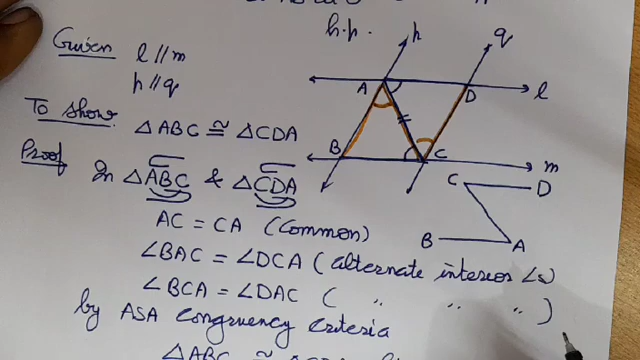 h.p.
Given l//m
p//q
To show: △ABC ≅ △CDA
Proof In △ABC & △CDA
AC = CA (Common)
∠BAC = ∠DCA (alternate interior ∠s)
∠BCA = ∠DAC ( " " " )
by ASA Congruency Criteria
△ABC ≅
p
q
A
D
l
B
C
m
C D
B A